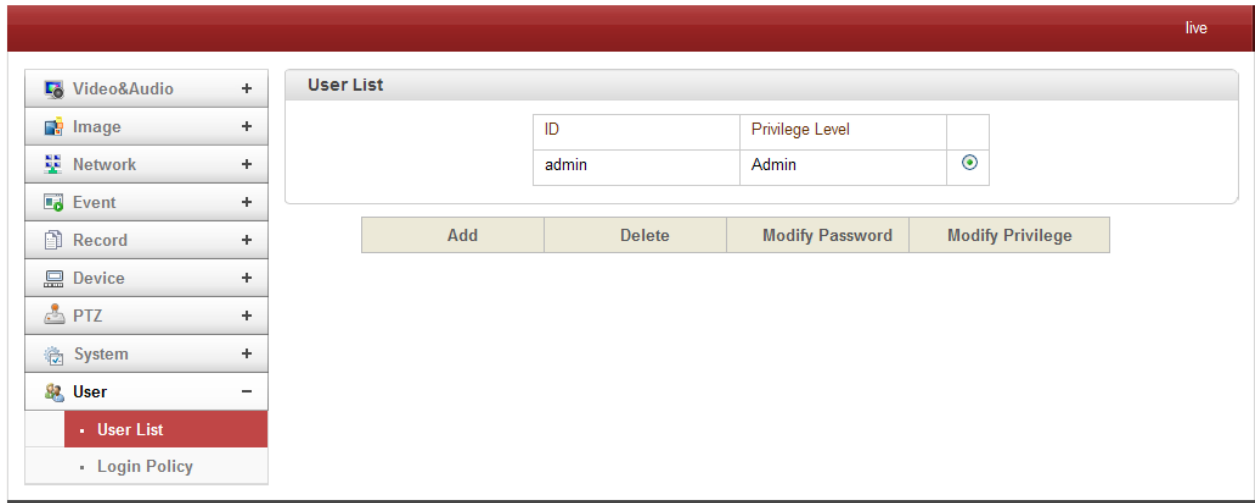 live
Video&Audio +
Image +
Network +
Event +
Record +
Device +
PTZ +
System +
User −
· User List
· Login Policy
User List
ID Privilege Level
admin Admin
Add Delete Modify Password Modify Privilege